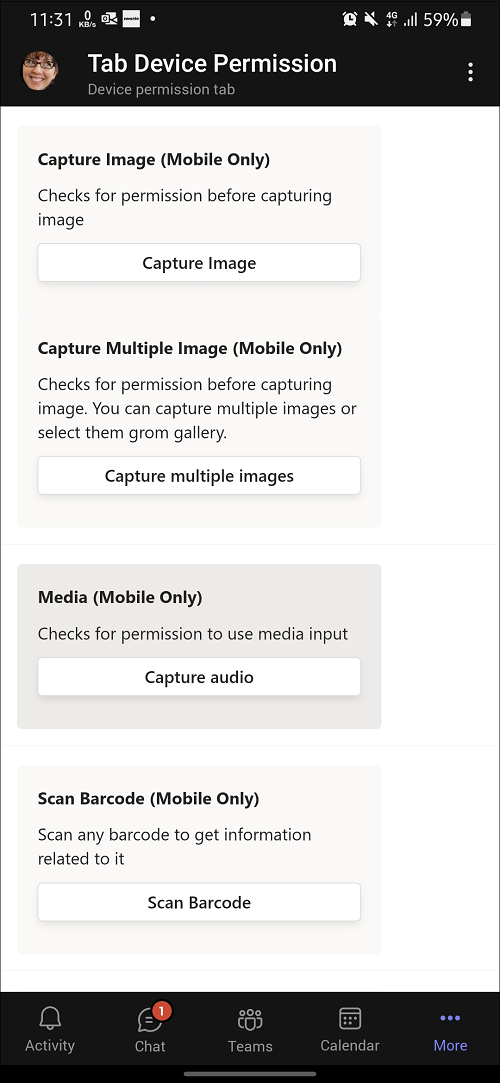 11:31 0 KB/s 4G 59%
Tab Device Permission
Device permission tab
Capture Image (Mobile Only)
Checks for permission before capturing
image
Capture Image
Capture Multiple Image (Mobile Only)
Checks for permission before capturing
image. You can capture multiple images or
select them grom gallery.
Capture multiple images
Media (Mobile Only)
Checks for permission to use media input
Capture audio
Scan Barcode (Mobile Only)
Scan any barcode to get information
related to it
Scan Barcode
1
Activity Chat Teams Calendar More